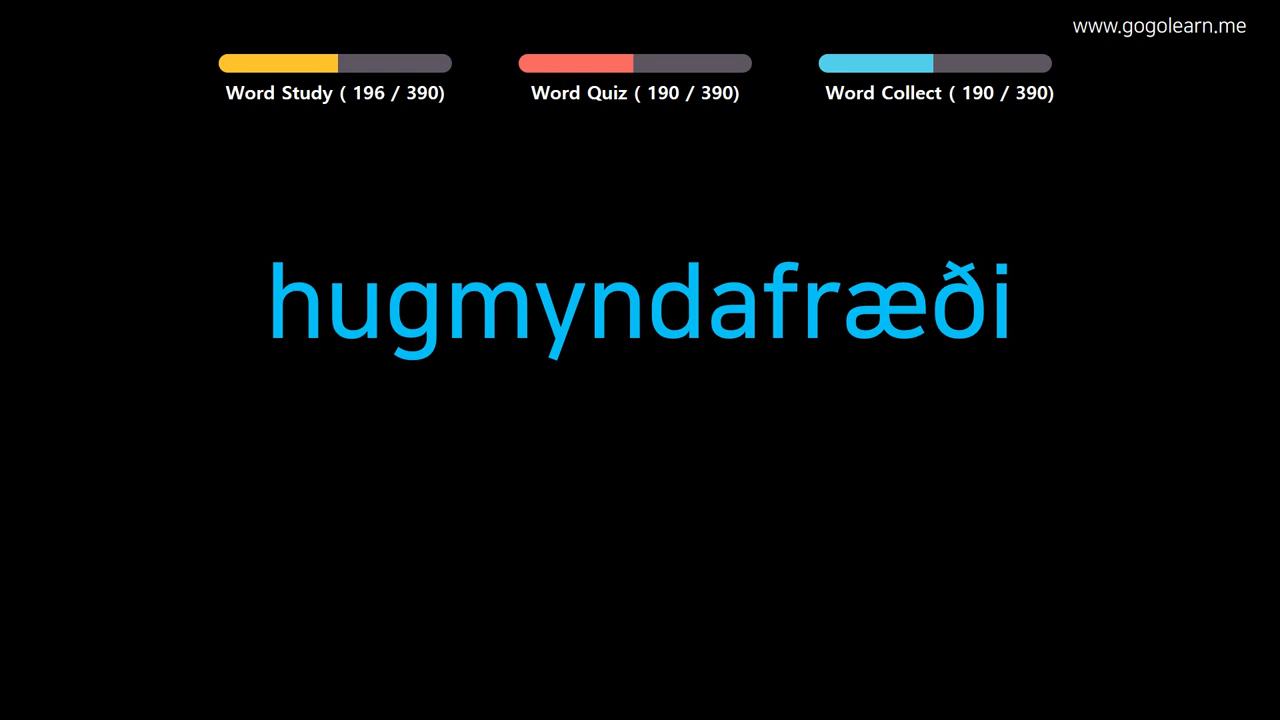 www.gogolearn.me
Word Study ( 196 / 390)
Word Quiz ( 190 / 390)
Word Collect ( 190 / 390)
hugmyndafræði